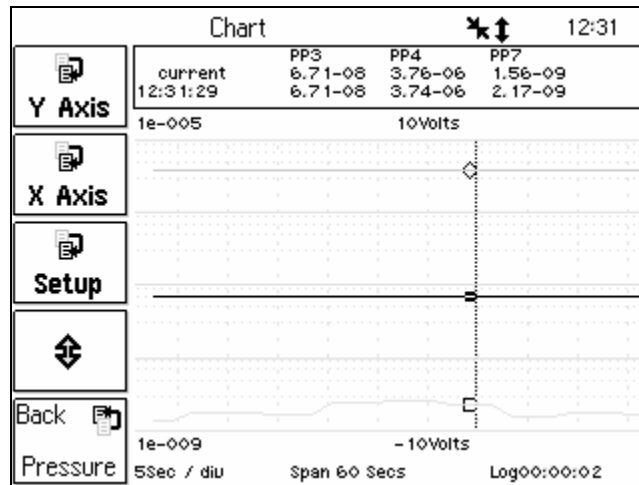 Chart 12:31
Y Axis
X Axis
Setup
Back
Pressure
PP3 PP4 PP7
current 6.71-08 3.76-06 1.56-09
12:31:29 6.71-08 3.74-06 2.17-09
1e-005 10Volts
1e-009 -10Volts
5Sec / div Span 60 Secs Log00:00:02